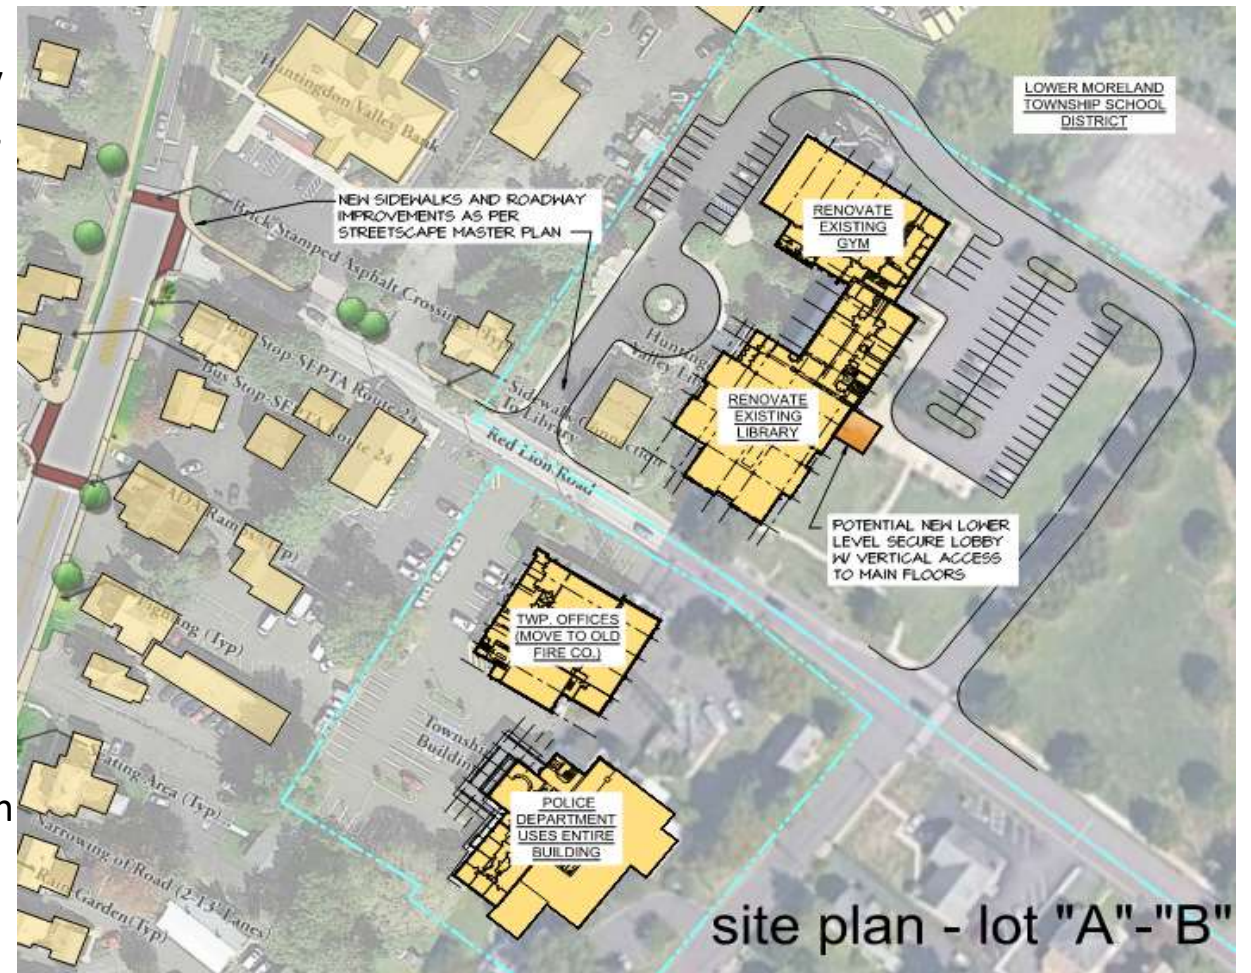 LOWER MORELAND
TOWNSHIP SCHOOL
DISTRICT
Huntingdon Valley Bank
NEW SIDEWALKS AND ROADWAY
IMPROVEMENTS AS PER
STREETSCAPE MASTER PLAN
RENOVATE
EXISTING
GYM
Brick Stamped Asphalt Crossing (Typ)
Bus Stop-SEPTA Route 24
Bus Stop-SEPTA Route 24
Sidewalk Connection
To Library
Valley
RENOVATE
EXISTING
LIBRARY
Red Lion Road
POTENTIAL NEW LOWER
LEVEL SECURE LOBBY
W/ VERTICAL ACCESS
TO MAIN FLOORS
ADA Ramps (Typ)
TWP. OFFICES
(MOVE TO OLD
FIRE CO.)
Lighting (Typ)
Township
Building
POLICE
DEPARTMENT
USES ENTIRE
BUILDING
Area (Typ)
Narrowing of Road (2-13' Lanes)
Rain Garden (Typ)
site plan - lot "A"-"B"